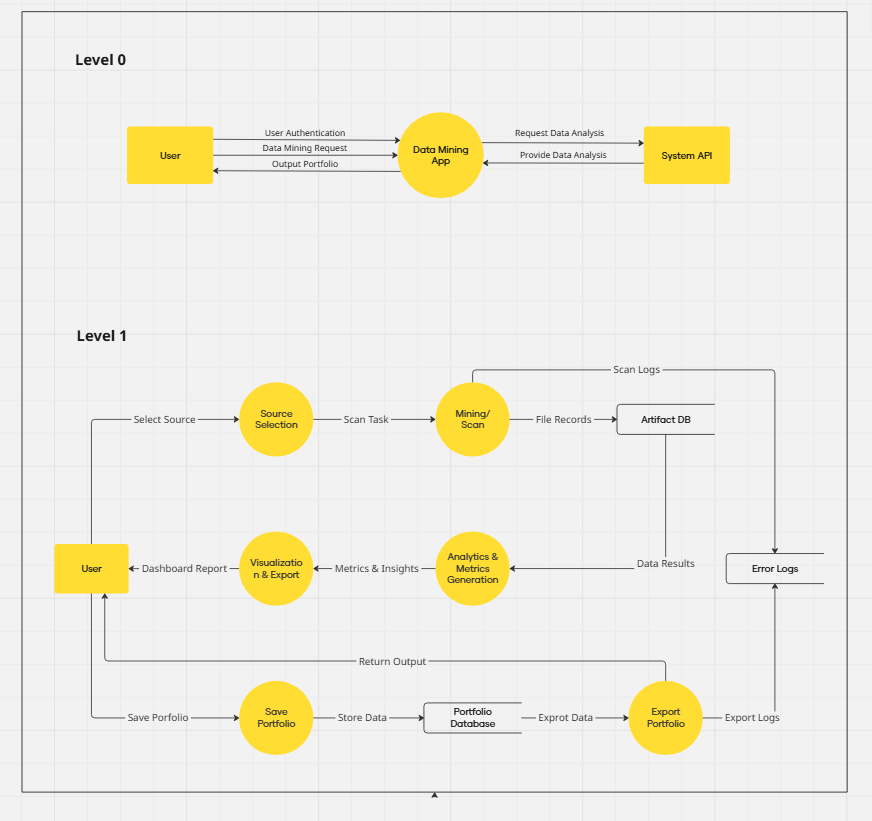 Level 0
User Authentication
Data Mining Request
Output Portfolio
User
Data Mining
App
Request Data Analysis
Provide Data Analysis
System API
Level 1
Scan Logs
Select Source
Source
Selection
Scan Task
Mining/
Scan
File Records
Artifact DB
User
Dashboard Report
Visualizatio
n & Export
Metrics & Insights
Analytics &
Metrics
Generation
Data Results
Error Logs
Return Output
Save Porfolio
Save
Portfolio
Store Data
Portfolio
Database
Exprot Data
Export
Portfolio
Export Logs